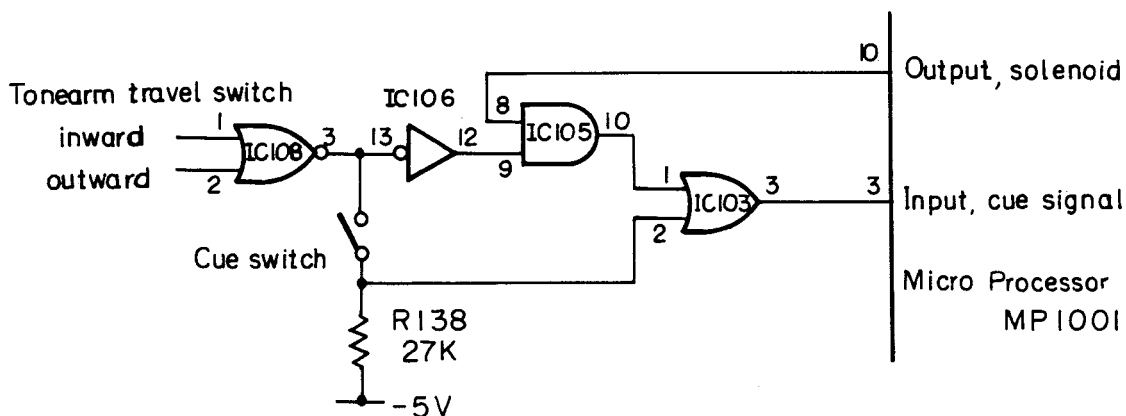 10
Output, solenoid
Tonearm travel switch
IC106
8
IC105
10
1
inward
IC108
3
13
12
9
outward
2
1
IC103
3
3
Input, cue signal
2
Cue switch
Micro Processor
MP1001
R138
27K
-5V